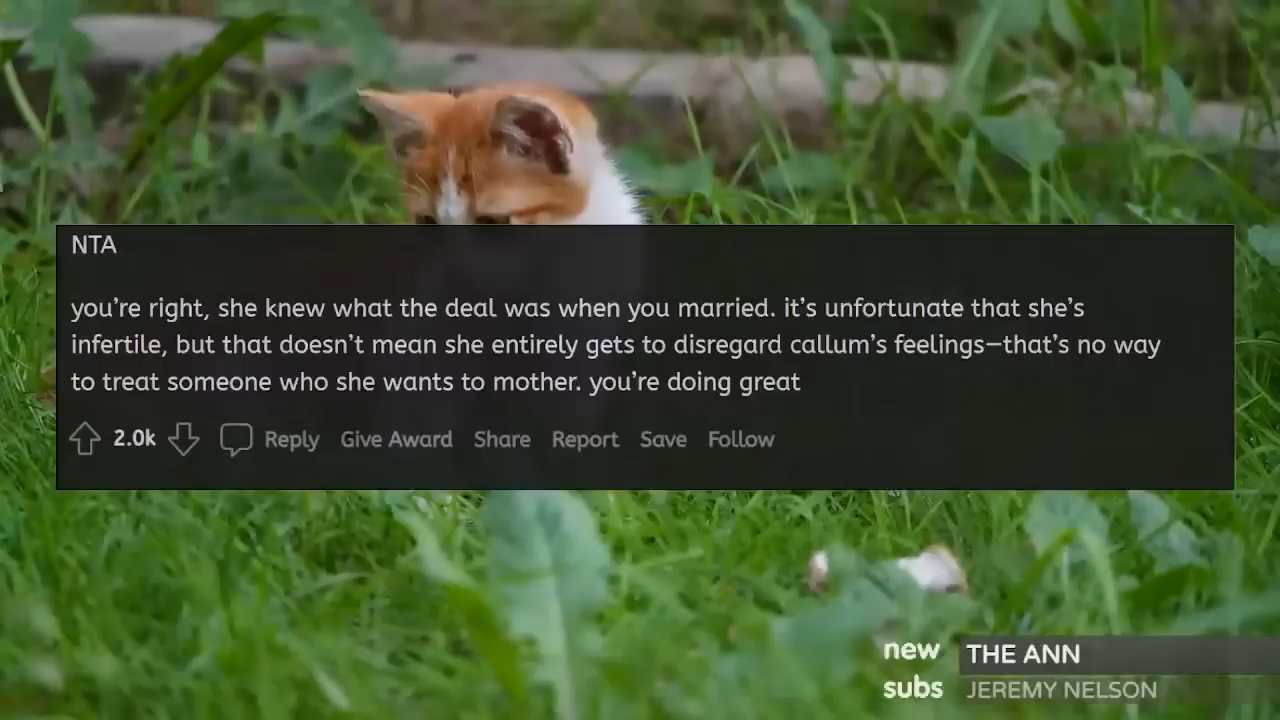 NTA
you're right, she knew what the deal was when you married. it's unfortunate that she's
infertile, but that doesn't mean she entirely gets to disregard callum's feelings—that's no way
to treat someone who she wants to mother. you're doing great
2.0k Reply Give Award Share Report Save Follow
new THE ANN
subs JEREMY NELSON